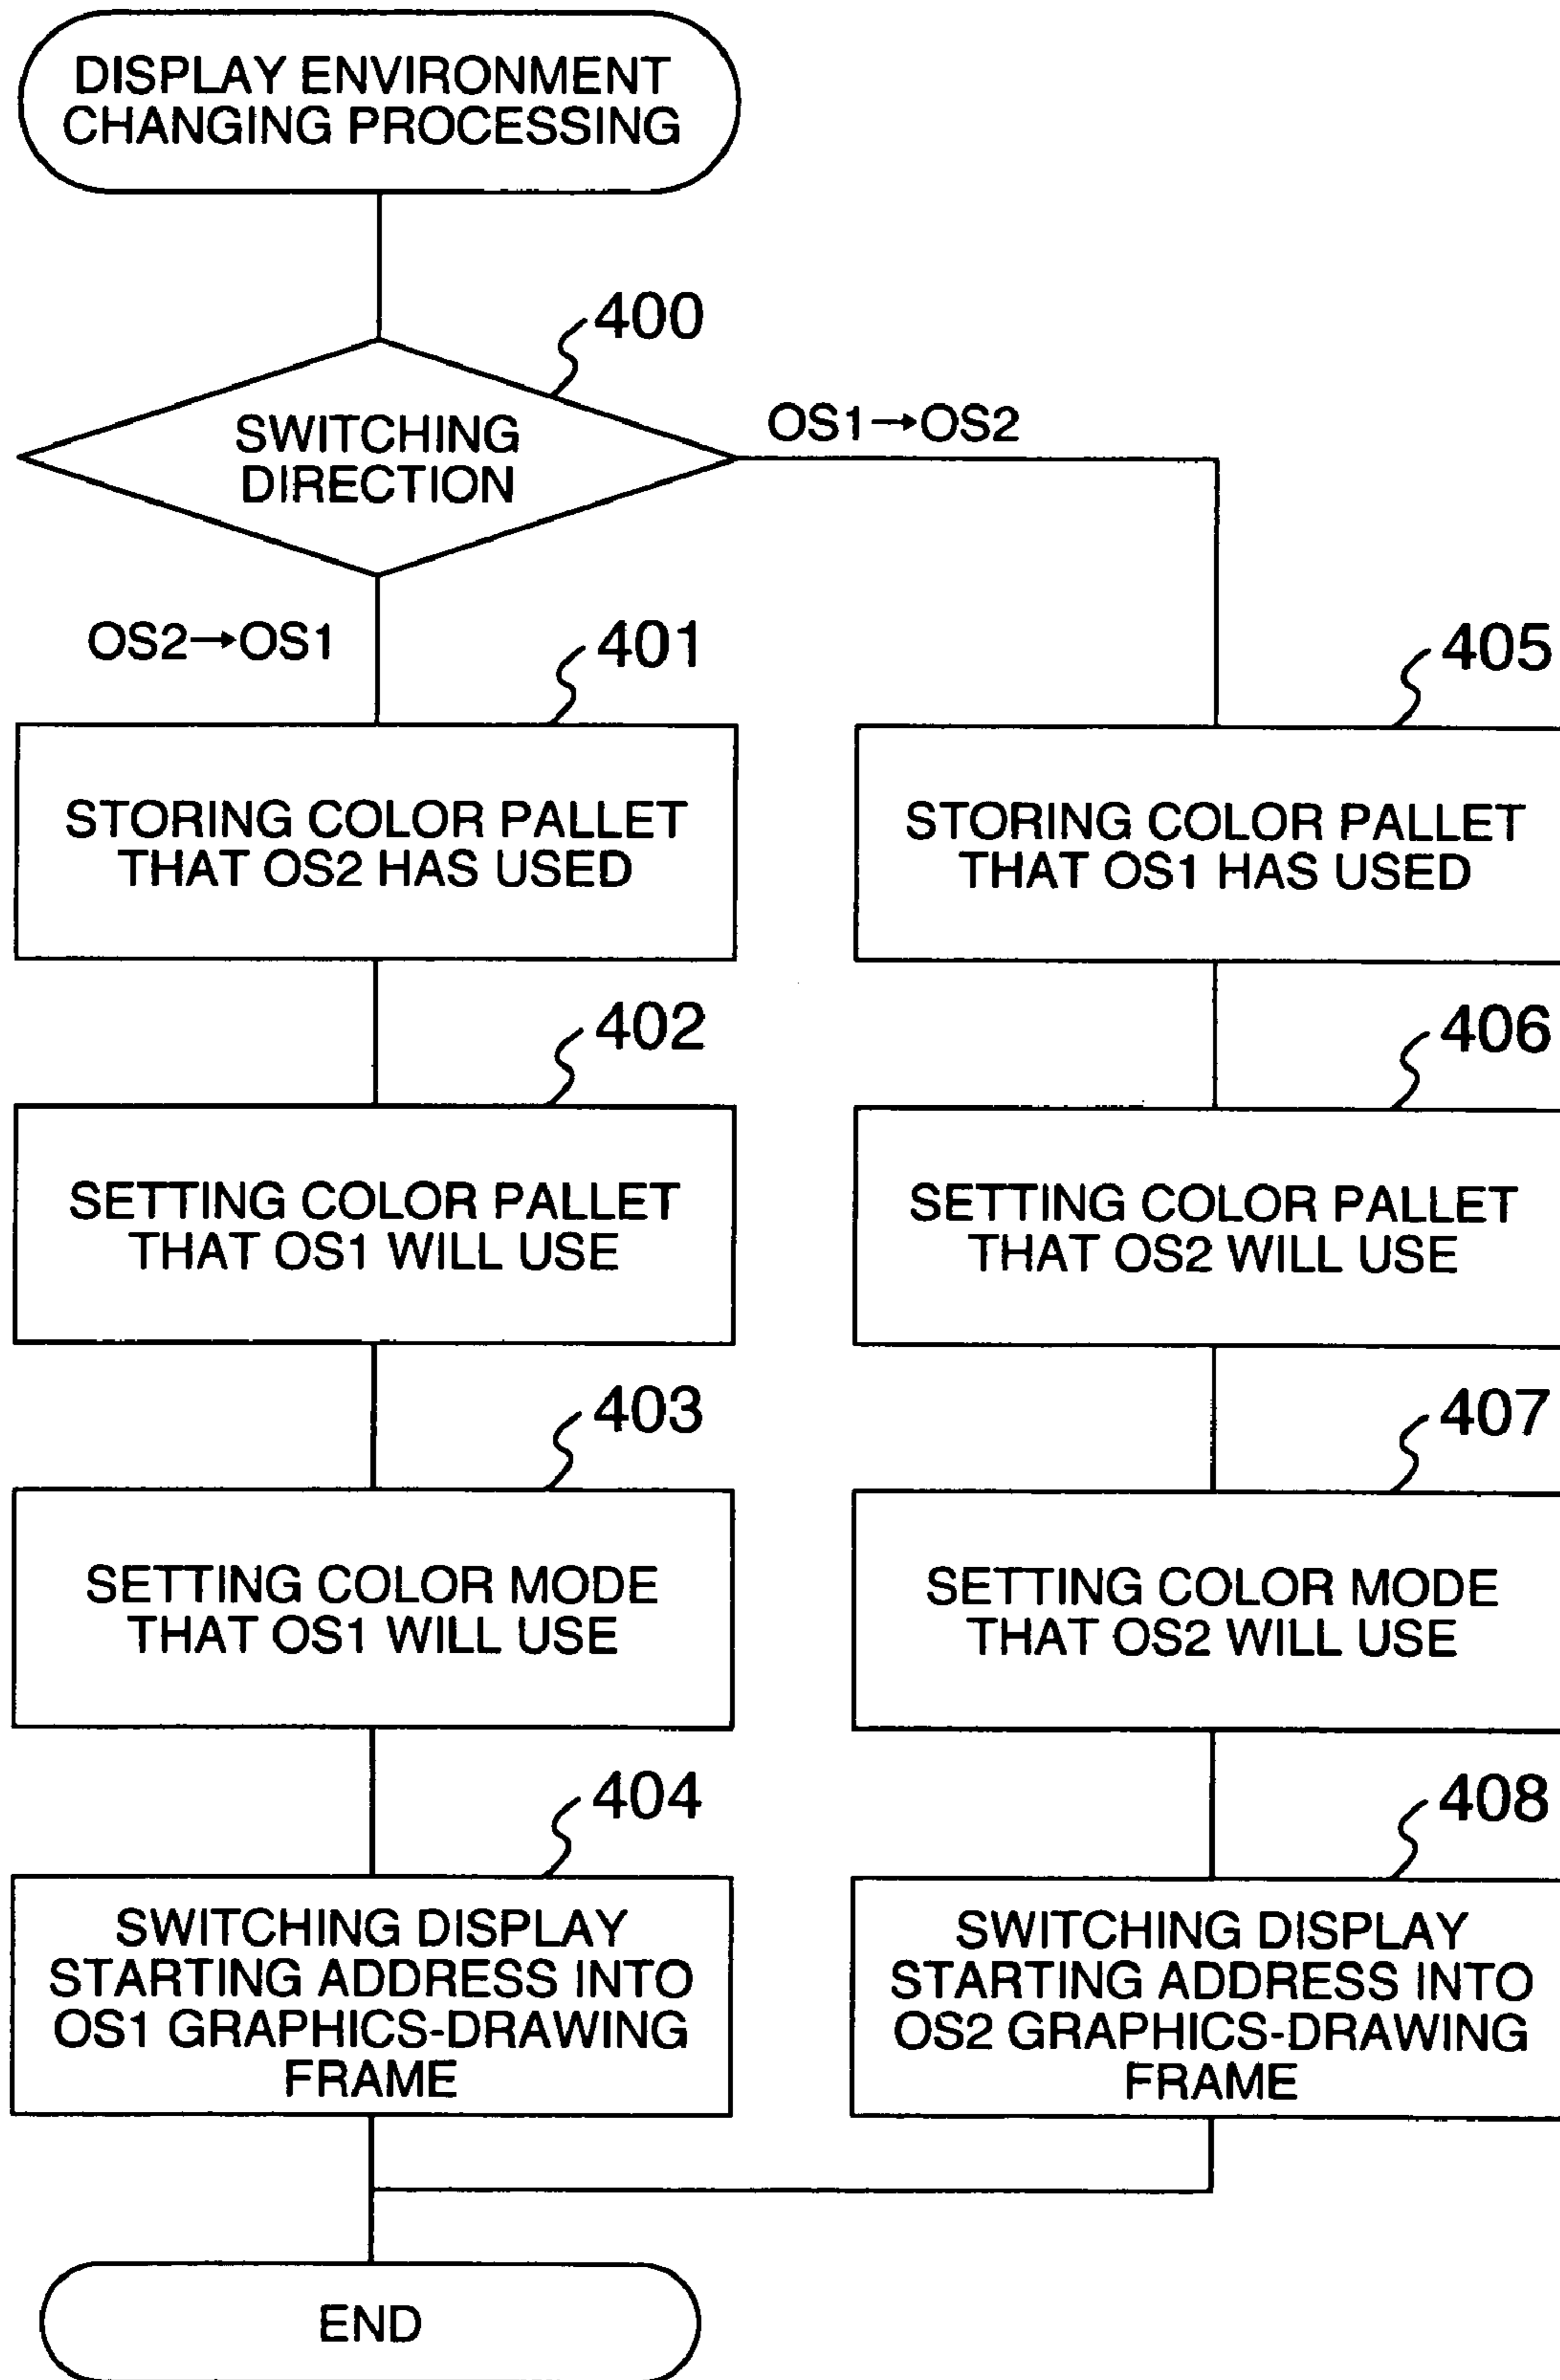 DISPLAY ENVIRONMENT
CHANGING PROCESSING
400
SWITCHING
DIRECTION
OS1→OS2
OS2→OS1
401
STORING COLOR PALLET
THAT OS2 HAS USED
402
SETTING COLOR PALLET
THAT OS1 WILL USE
403
SETTING COLOR MODE
THAT OS1 WILL USE
404
SWITCHING DISPLAY
STARTING ADDRESS INTO
OS1 GRAPHICS-DRAWING
FRAME
405
STORING COLOR PALLET
THAT OS1 HAS USED
406
SETTING COLOR PALLET
THAT OS2 WILL USE
407
SETTING COLOR MODE
THAT OS2 WILL USE
408
SWITCHING DISPLAY
STARTING ADDRESS INTO
OS2 GRAPHICS-DRAWING
FRAME
END